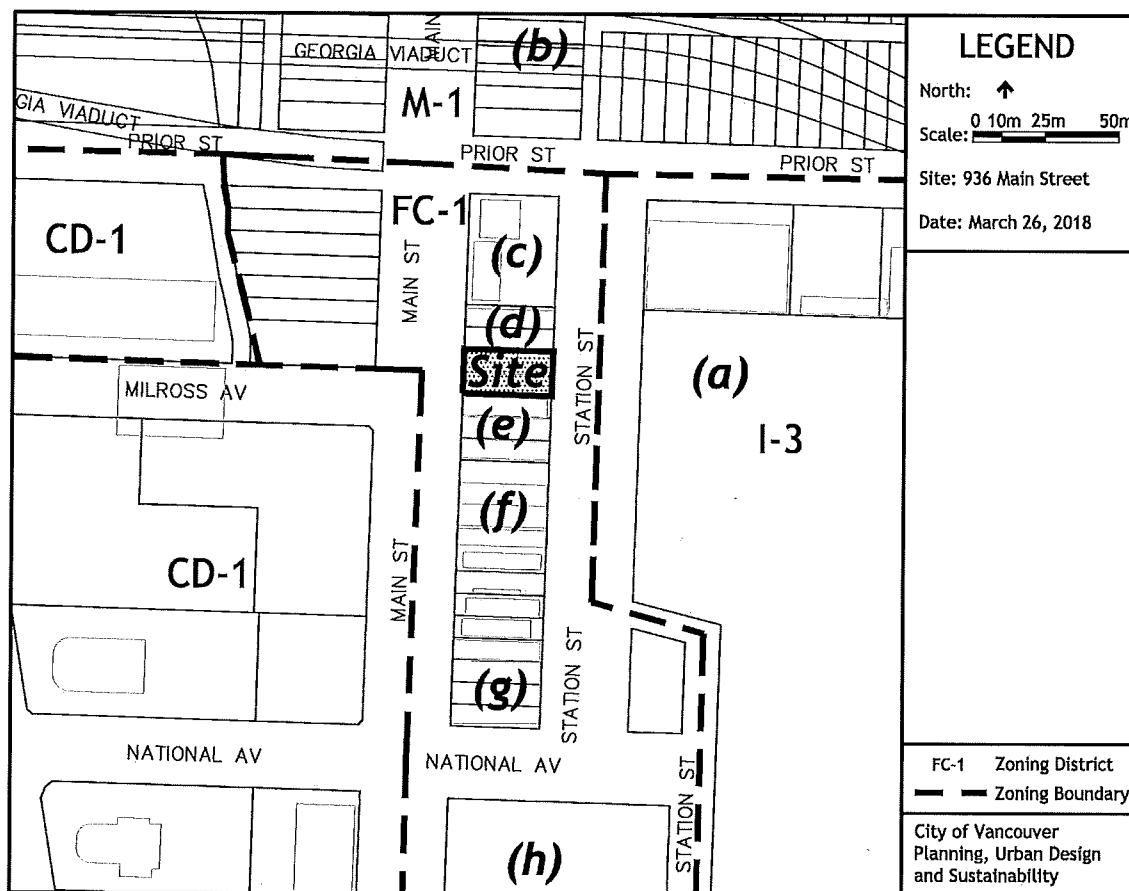 MAIN
(b)
GEORGIA VIADUCT
M-1
GIA VIADUCT
PRIOR ST
PRIOR ST
PRIOR ST
FC-1
CD-1
(c)
MAIN ST
(d)
Site
STATION ST
(a)
MILROSS AV
(e)
I-3
(f)
MAIN ST
CD-1
STATION ST
(g)
NATIONAL AV
NATIONAL AV
STATION ST
(h)
LEGEND
North:
0 10m 25m 50m
Scale:
Site: 936 Main Street
Date: March 26, 2018
FC-1 Zoning District
Zoning Boundary
City of Vancouver
Planning, Urban Design
and Sustainability